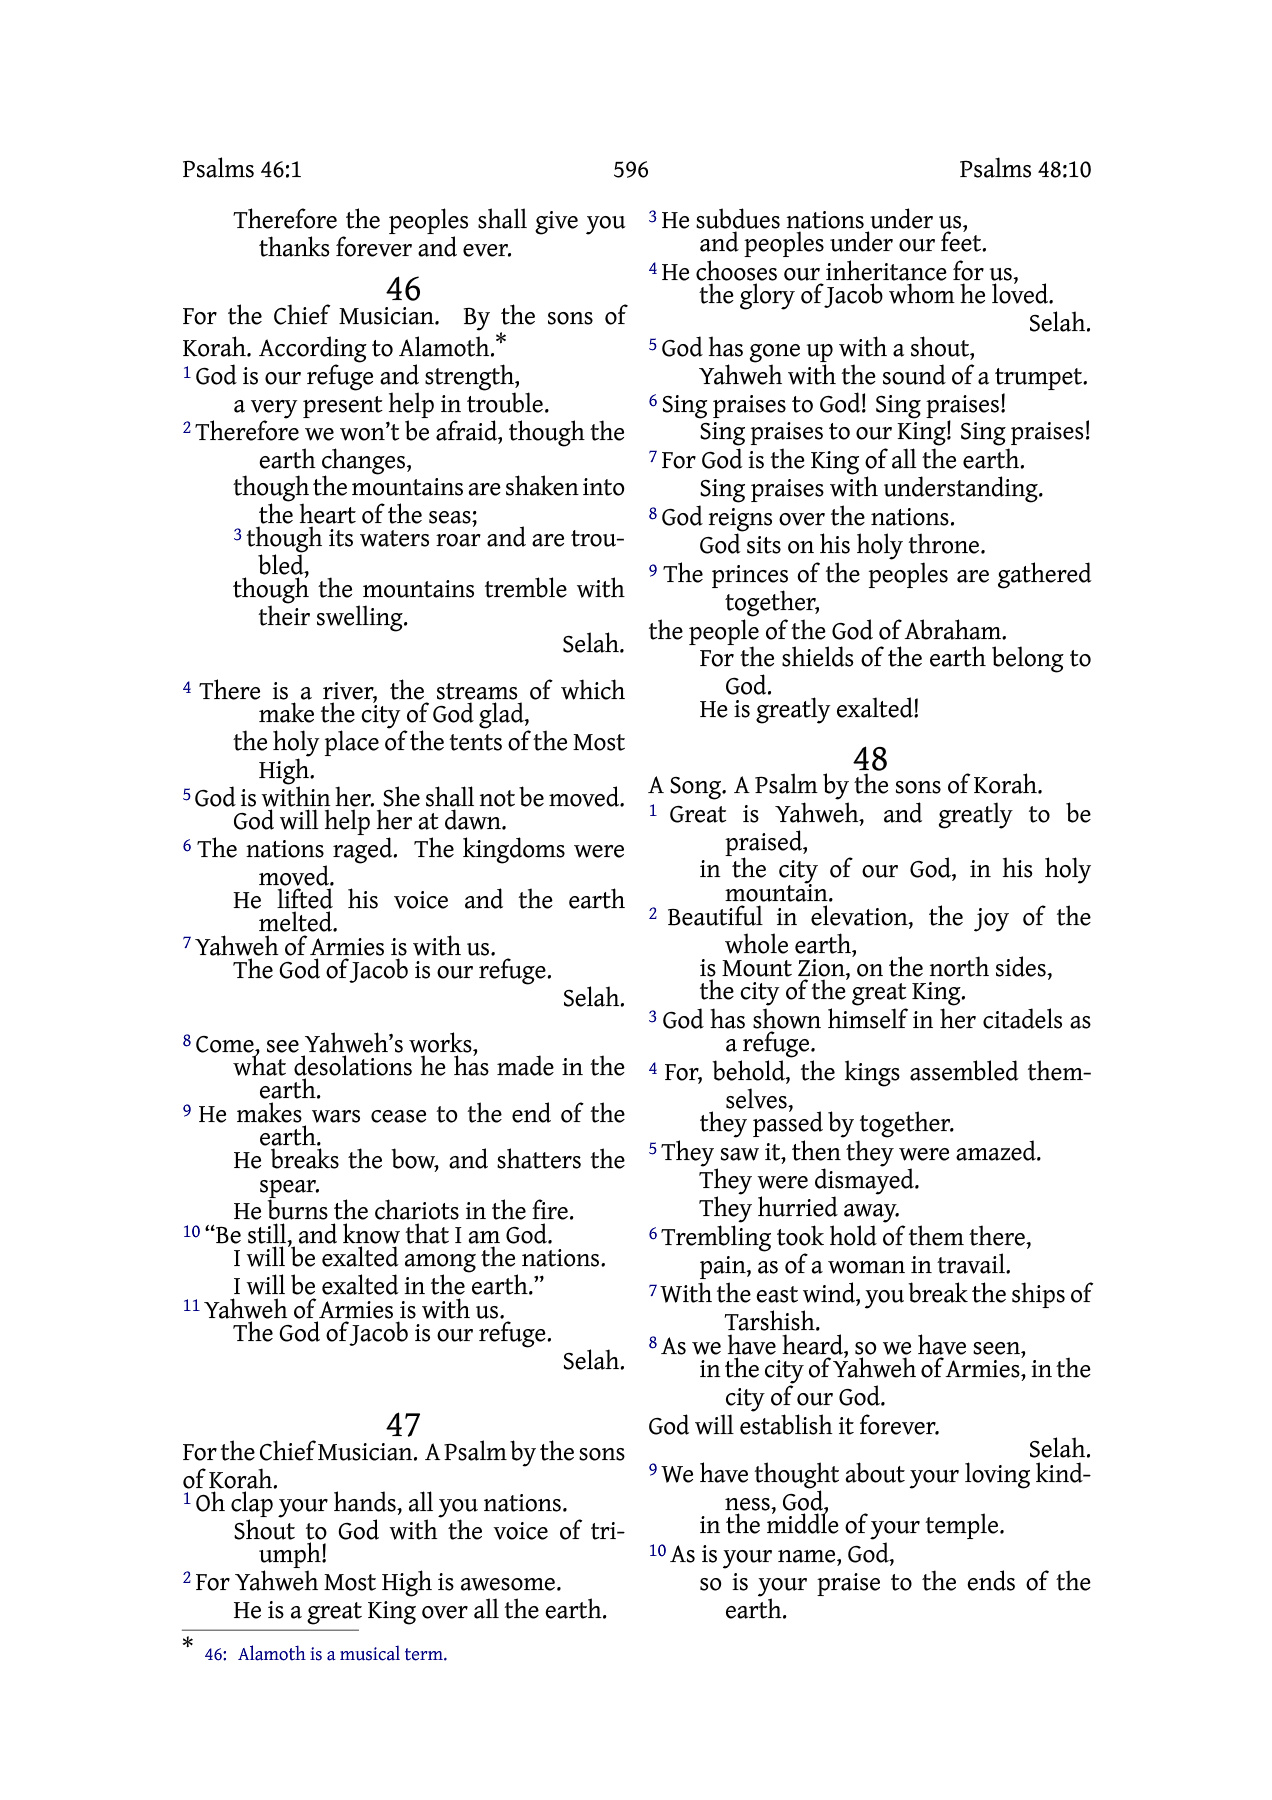 Psalms 46:1 596 Psalms 48:10
Therefore the peoples shall give you
thanks forever and ever.
46
For the Chief Musician. By the sons of
Korah. According to Alamoth.*
1 God is our refuge and strength,
a very present help in trouble.
2 Therefore we won’t be afraid, though the
earth changes,
though the mountains are shaken into
the heart of the seas;
3 though its waters roar and are trou-
bled,
though the mountains tremble with
their swelling.
Selah.
4 There is a river, the streams of which
make the city of God glad,
the holy place of the tents of the Most
High.
5 God is within her. She shall not be moved.
God will help her at dawn.
6 The nations raged. The kingdoms were
moved.
He lifted his voice and the earth
melted.
7 Yahweh of Armies is with us.
The God of Jacob is our refuge.
Selah.
8 Come, see Yahweh’s works,
what desolations he has made in the
earth.
9 He makes wars cease to the end of the
earth.
He breaks the bow, and shatters the
spear.
He burns the chariots in the fire.
10 “Be still, and know that I am God.
I will be exalted among the nations.
I will be exalted in the earth.”
11 Yahweh of Armies is with us.
The God of Jacob is our refuge.
Selah.
47
For the Chief Musician. A Psalm by the sons
of Korah.
1 Oh clap your hands, all you nations.
Shout to God with the voice of tri-
umph!
2 For Yahweh Most High is awesome.
He is a great King over all the earth.
* 46: Alamoth is a musical term.
3 He subdues nations under us,
and peoples under our feet.
4 He chooses our inheritance for us,
the glory of Jacob whom he loved.
Selah.
5 God has gone up with a shout,
Yahweh with the sound of a trumpet.
6 Sing praises to God! Sing praises!
Sing praises to our King! Sing praises!
7 For God is the King of all the earth.
Sing praises with understanding.
8 God reigns over the nations.
God sits on his holy throne.
9 The princes of the peoples are gathered
together,
the people of the God of Abraham.
For the shields of the earth belong to
God.
He is greatly exalted!
48
A Song. A Psalm by the sons of Korah.
1 Great is Yahweh, and greatly to be
praised,
in the city of our God, in his holy
mountain.
2 Beautiful in elevation, the joy of the
whole earth,
is Mount Zion, on the north sides,
the city of the great King.
3 God has shown himself in her citadels as
a refuge.
4 For, behold, the kings assembled them-
selves,
they passed by together.
5 They saw it, then they were amazed.
They were dismayed.
They hurried away.
6 Trembling took hold of them there,
pain, as of a woman in travail.
7 With the east wind, you break the ships of
Tarshish.
8 As we have heard, so we have seen,
in the city of Yahweh of Armies, in the
city of our God.
God will establish it forever.
Selah.
9 We have thought about your loving kind-
ness, God,
in the middle of your temple.
10 As is your name, God,
so is your praise to the ends of the
earth.